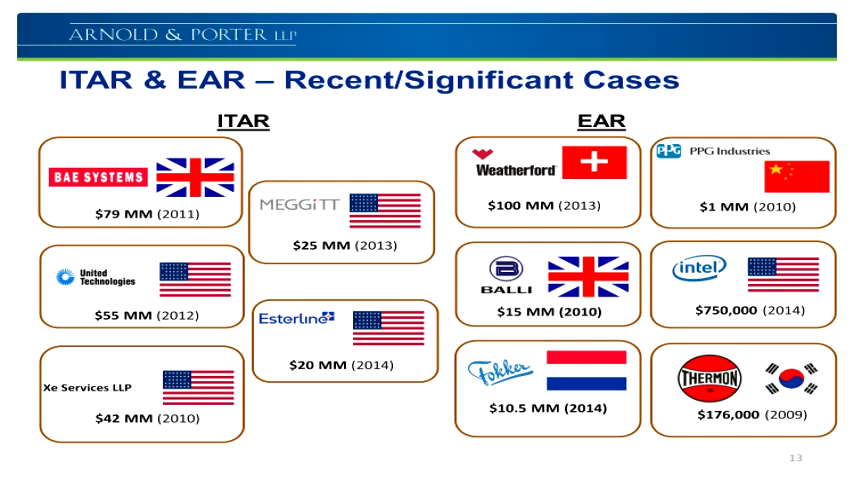 ARNOLD & PORTER LLP
ITAR & EAR – Recent/Significant Cases
ITAR
BAE SYSTEMS
$79 MM (2011)
MEGGiTT
$25 MM (2013)
United
Technologies
$55 MM (2012)
Esterline
$20 MM (2014)
Xe Services LLP
$42 MM (2010)
EAR
Weatherford
$100 MM (2013)
PPG PPG Industries
$1 MM (2010)
BALLI
$15 MM (2010)
intel
$750,000 (2014)
Fokker
$10.5 MM (2014)
THERMON
$176,000 (2009)
13